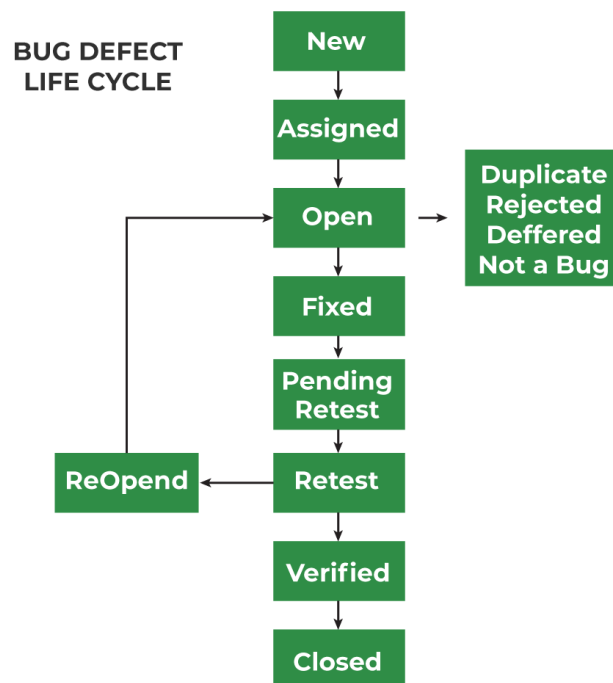 BUG DEFECT
LIFE CYCLE
New
Assigned
Open
Duplicate
Rejected
Deffered
Not a Bug
Fixed
Pending
Retest
ReOpend
Retest
Verified
Closed